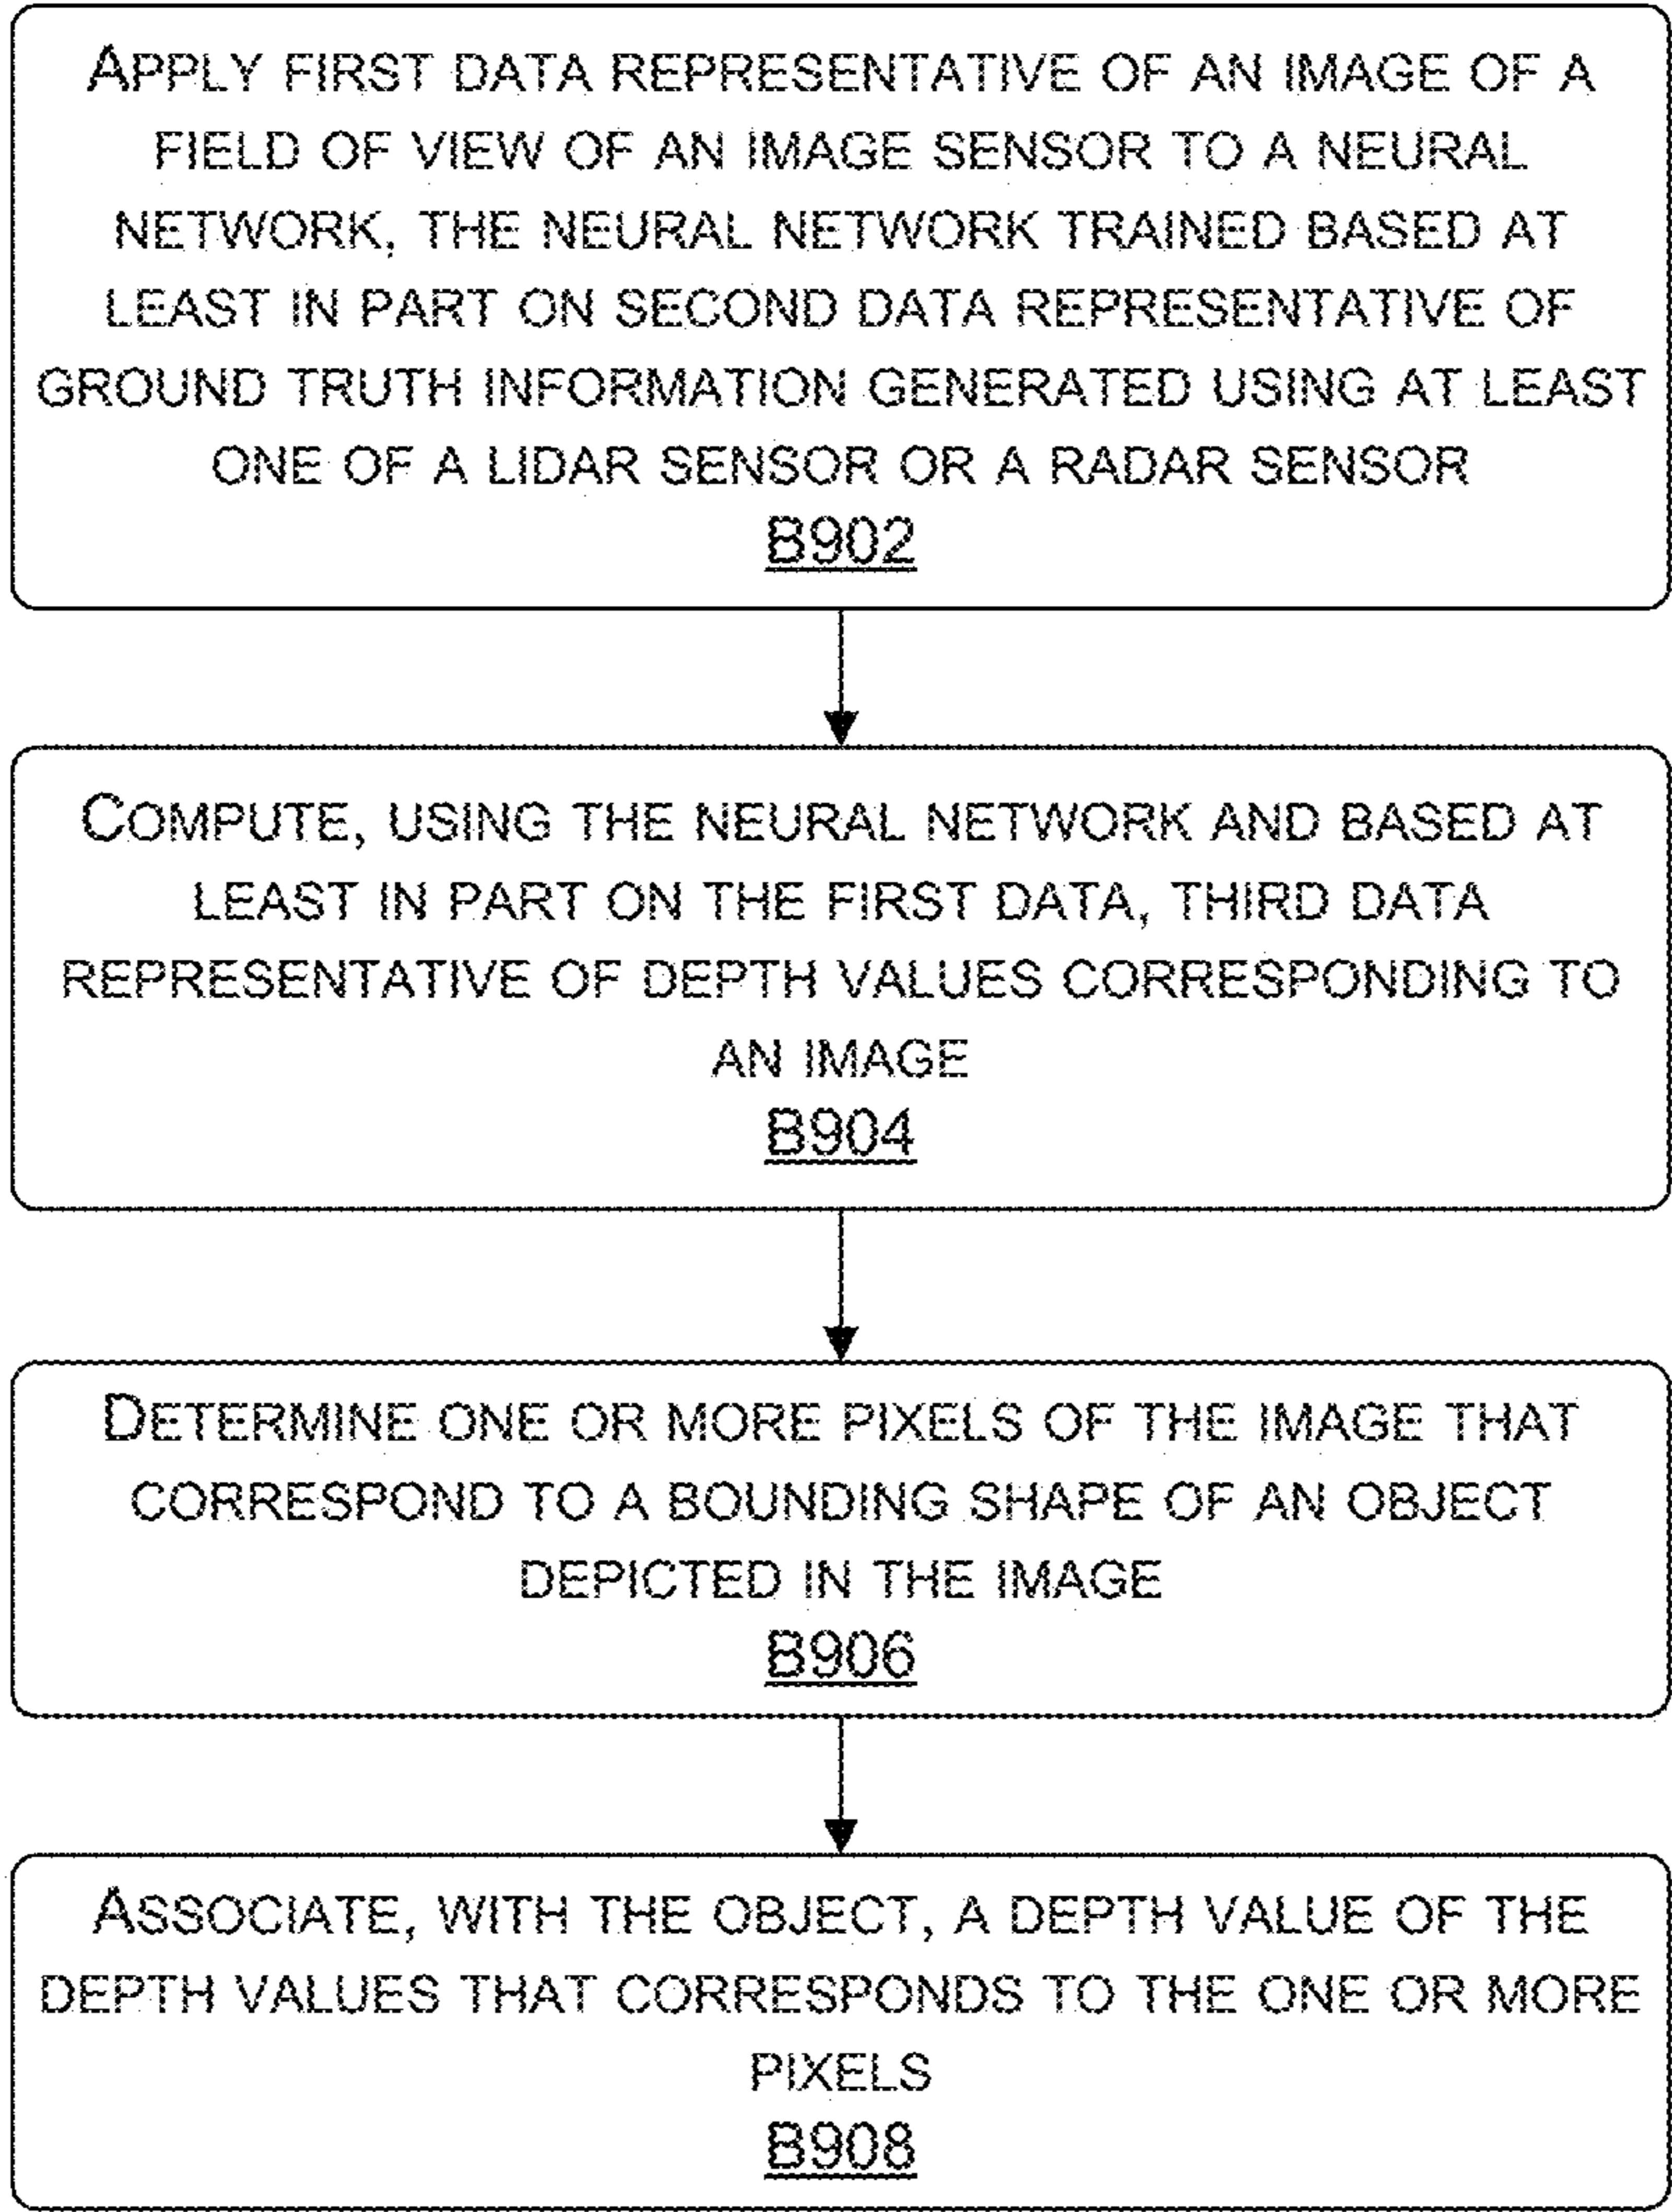 APPLY FIRST DATA REPRESENTATIVE OF AN IMAGE OF A
FIELD OF VIEW OF AN IMAGE SENSOR TO A NEURAL
NETWORK, THE NEURAL NETWORK TRAINED BASED AT
LEAST IN PART ON SECOND DATA REPRESENTATIVE OF
GROUND TRUTH INFORMATION GENERATED USING AT LEAST
ONE OF A LIDAR SENSOR OR A RADAR SENSOR
B902
COMPUTE, USING THE NEURAL NETWORK AND BASED AT
LEAST IN PART ON THE FIRST DATA, THIRD DATA
REPRESENTATIVE OF DEPTH VALUES CORRESPONDING TO
AN IMAGE
B904
DETERMINE ONE OR MORE PIXELS OF THE IMAGE THAT
CORRESPOND TO A BOUNDING SHAPE OF AN OBJECT
DEPICTED IN THE IMAGE
B906
ASSOCIATE, WITH THE OBJECT, A DEPTH VALUE OF THE
DEPTH VALUES THAT CORRESPONDS TO THE ONE OR MORE
PIXELS
B908